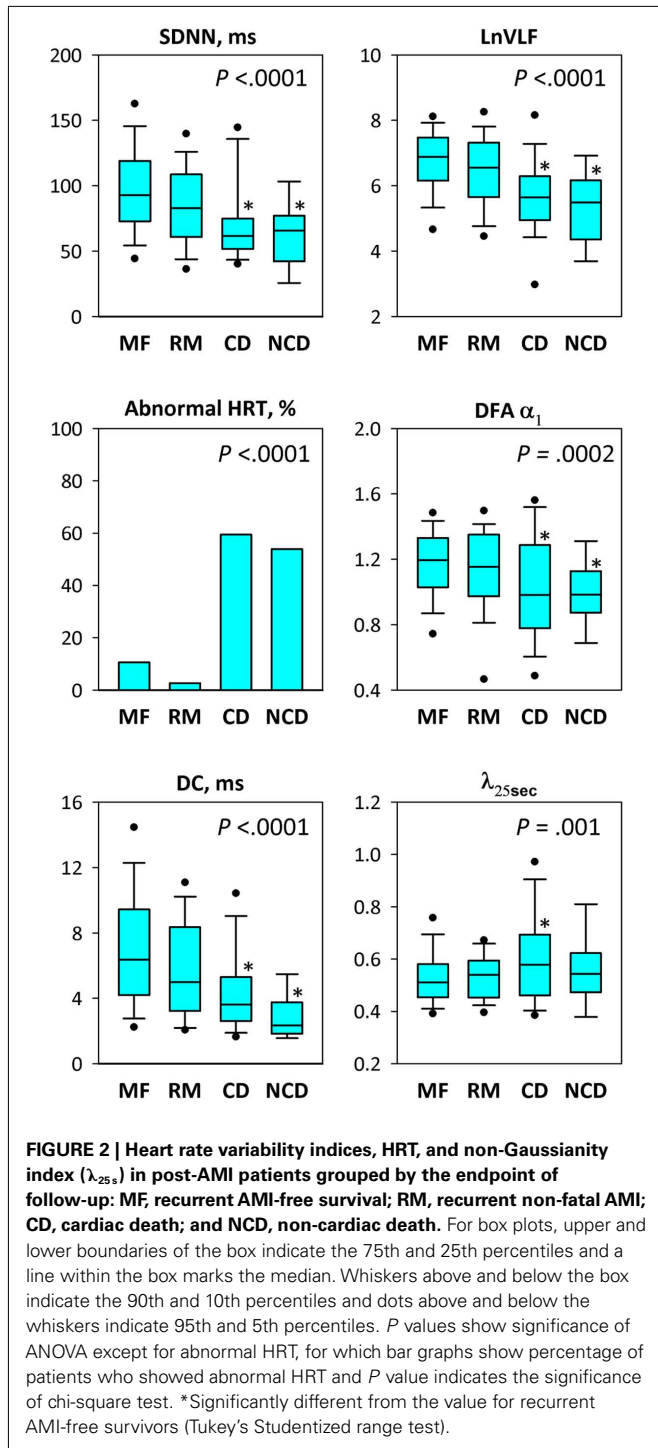 SDNN, ms
P <.0001
200
150
100
50
0
MF RM CD NCD
* *
LnVLF
P <.0001
10
8
6
4
2
MF RM CD NCD
* *
Abnormal HRT, %
P <.0001
100
80
60
40
20
0
MF RM CD NCD
DFA α₁
P = .0002
2.0
1.6
1.2
0.8
0.4
MF RM CD NCD
* *
DC, ms
P <.0001
16
12
8
4
0
MF RM CD NCD
* *
λ₂₅sec
P = .001
1.2
1.0
0.8
0.6
0.4
0.2
MF RM CD NCD
*
FIGURE 2 | Heart rate variability indices, HRT, and non-Gaussianity
index (λ₂₅ₛ) in post-AMI patients grouped by the endpoint of
follow-up: MF, recurrent AMI-free survival; RM, recurrent non-fatal AMI;
CD, cardiac death; and NCD, non-cardiac death. For box plots, upper and
lower boundaries of the box indicate the 75th and 25th percentiles and a
line within the box marks the median. Whiskers above and below the box
indicate the 90th and 10th percentiles and dots above and below the
whiskers indicate 95th and 5th percentiles. P values show significance of
ANOVA except for abnormal HRT, for which bar graphs show percentage of
patients who showed abnormal HRT and P value indicates the significance
of chi-square test. *Significantly different from the value for recurrent
AMI-free survivors (Tukey's Studentized range test).